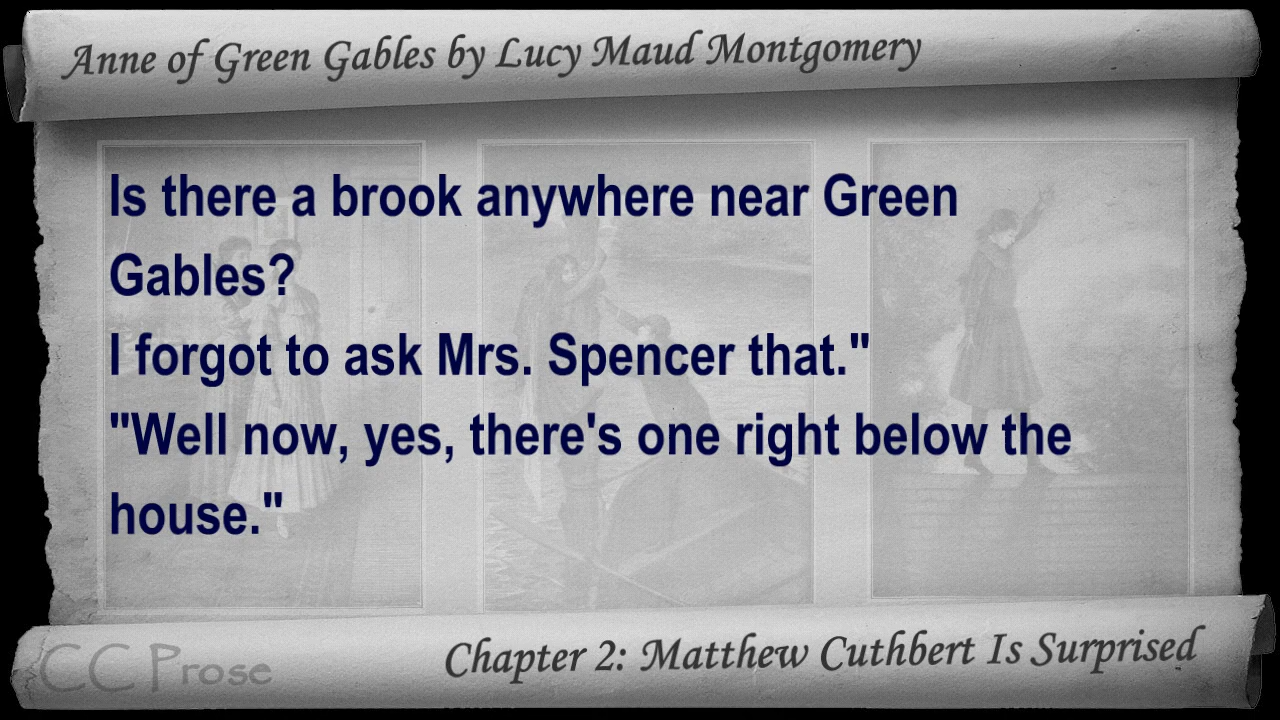 Anne of Green Gables by Lucy Maud Montgomery
Is there a brook anywhere near Green
Gables?
I forgot to ask Mrs. Spencer that."
"Well now, yes, there's one right below the
house."
CC Prose
Chapter 2: Matthew Cuthbert Is Surprised